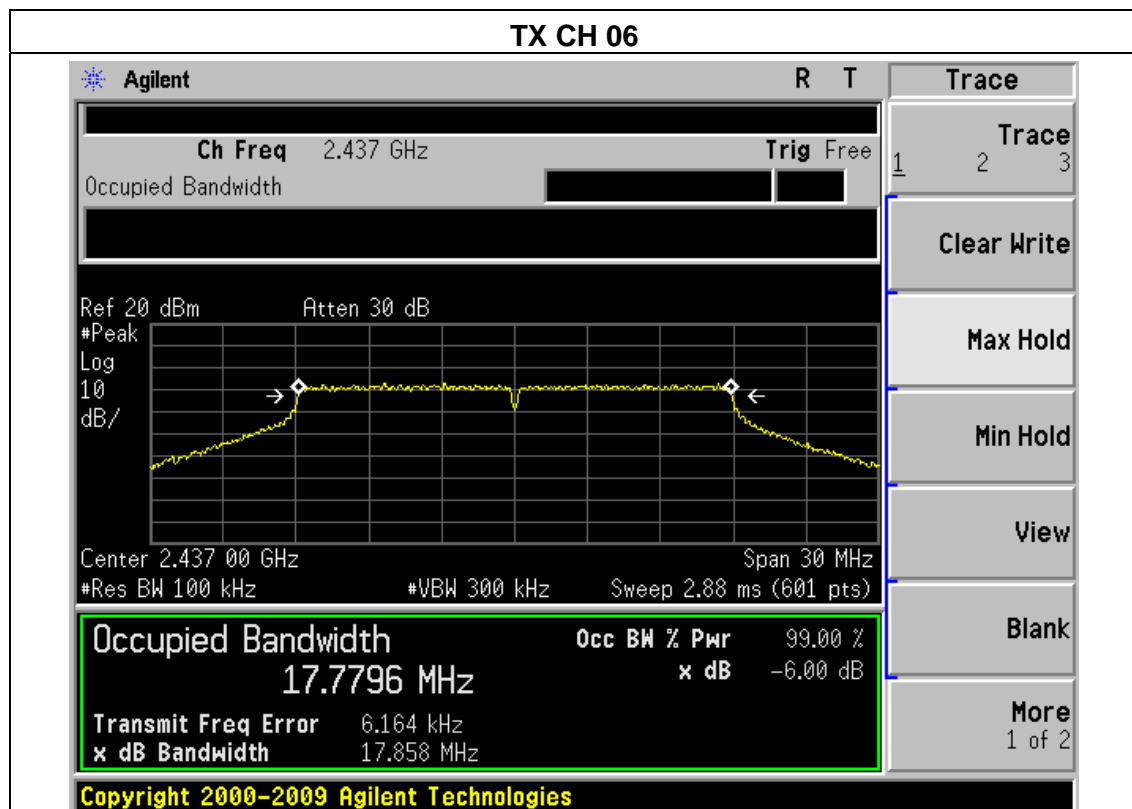 TX CH 06
Agilent R T Trace
Ch Freq 2.437 GHz Trig Free
Occupied Bandwidth
Trace
1 2 3
Clear Write
Max Hold
Min Hold
View
Blank
More
1 of 2
Ref 20 dBm Atten 30 dB
#Peak
Log
10
dB/
Center 2.437 00 GHz Span 30 MHz
#Res BW 100 kHz #VBW 300 kHz Sweep 2.88 ms (601 pts)
Occupied Bandwidth Occ BW % Pwr 99.00 %
17.7796 MHz x dB -6.00 dB
Transmit Freq Error 6.164 kHz
x dB Bandwidth 17.858 MHz
Copyright 2000-2009 Agilent Technologies